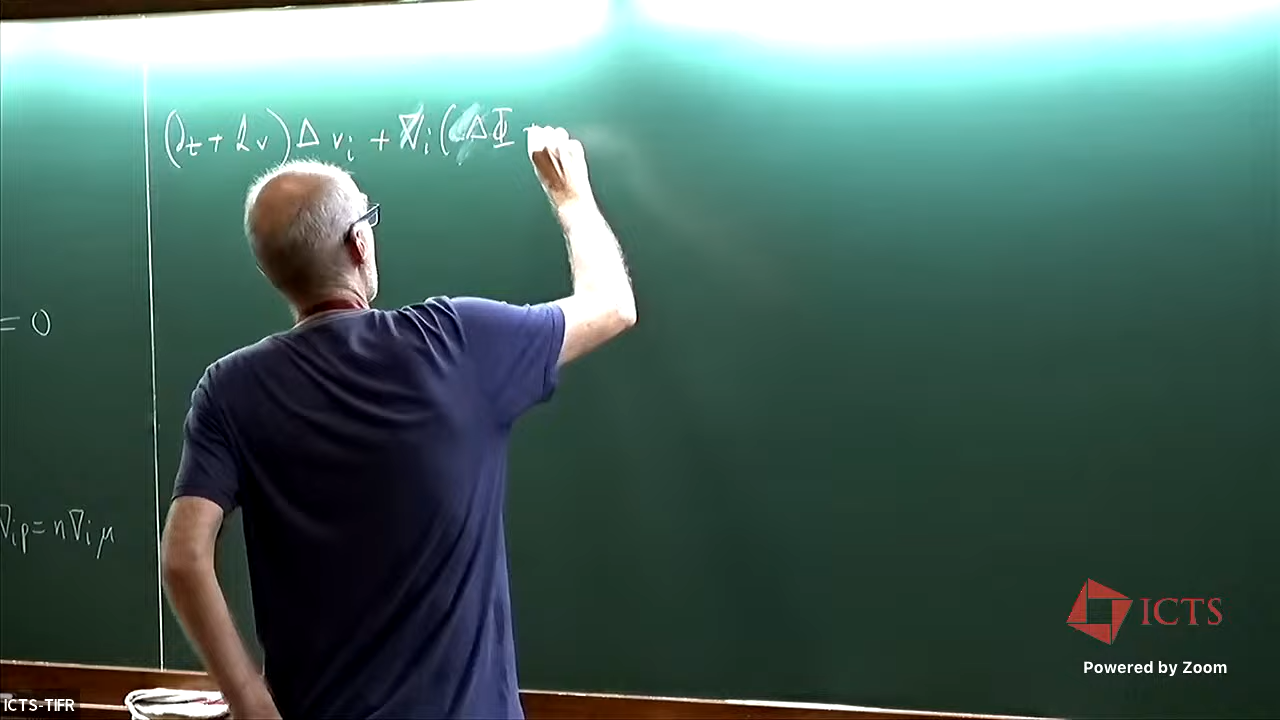 (∂t + ℒv) Δ vi + ∇i (ΔΦ +
= 0
∇ip = n∇iμ
ICTS
Powered by Zoom
ICTS-TIFR